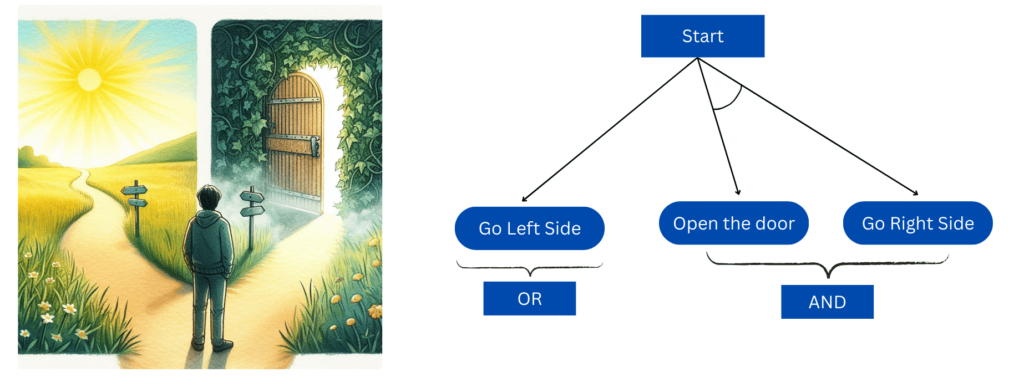 Start
Go Left Side
Open the door
Go Right Side
OR
AND